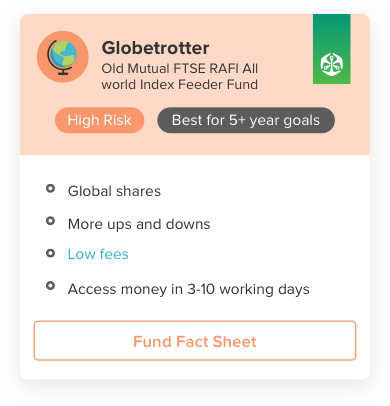 Globetrotter
Old Mutual FTSE RAFI All
world Index Feeder Fund
High Risk
Best for 5+ year goals
Global shares
More ups and downs
Low fees
Access money in 3-10 working days
Fund Fact Sheet